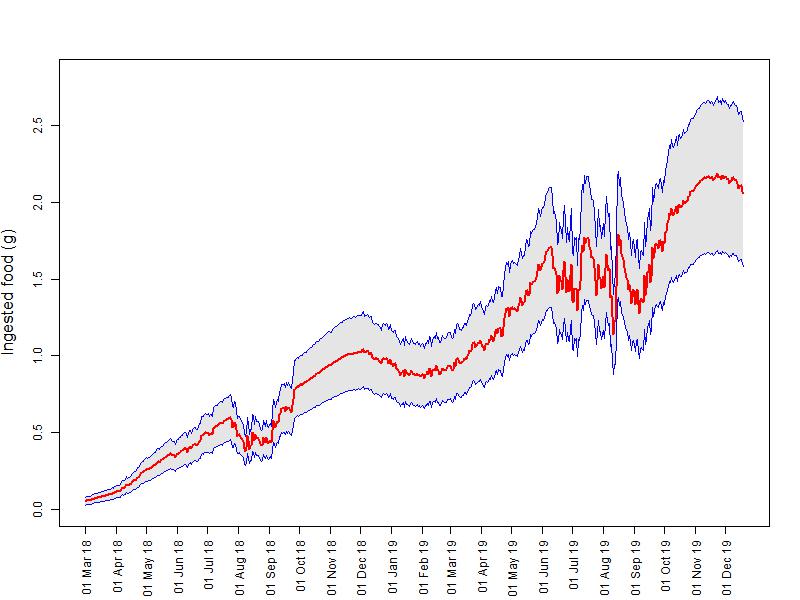 Ingested food (g)
2.5
2.0
1.5
1.0
0.5
0.0
01 Mar 18
01 Apr 18
01 May 18
01 Jun 18
01 Jul 18
01 Aug 18
01 Sep 18
01 Oct 18
01 Nov 18
01 Dec 18
01 Jan 19
01 Feb 19
01 Mar 19
01 Apr 19
01 May 19
01 Jun 19
01 Jul 19
01 Aug 19
01 Sep 19
01 Oct 19
01 Nov 19
01 Dec 19